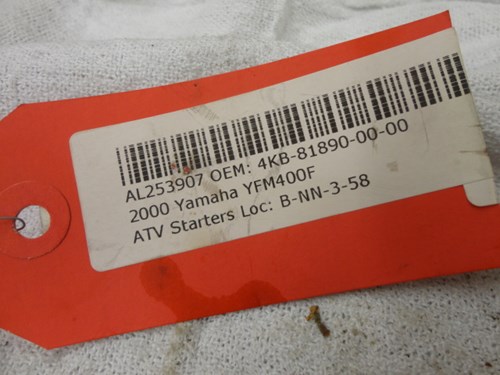 AL253907 OEM: 4KB-81890-00-00
2000 Yamaha YFM400F
ATV Starters Loc: B-NN-3-58